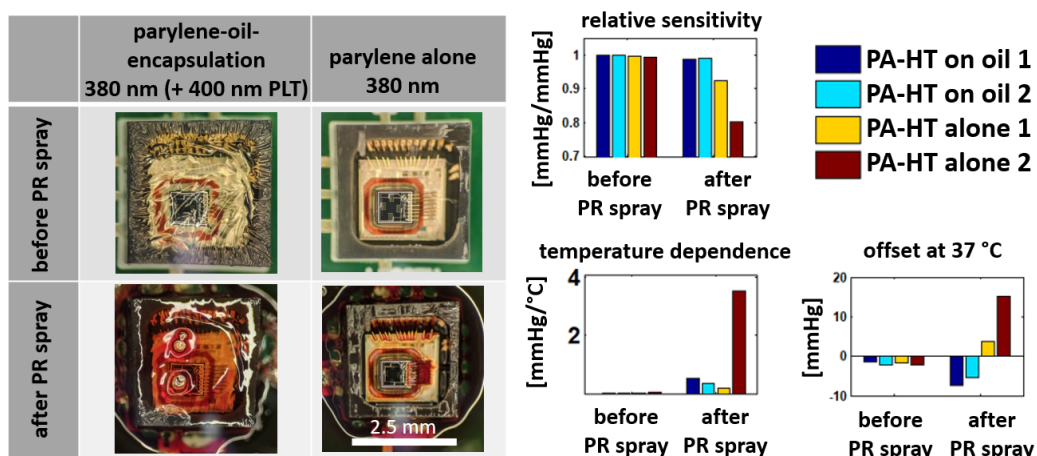 parylene-oil-
encapsulation
380 nm (+ 400 nm PLT)
parylene alone
380 nm
before PR spray
after PR spray
2.5 mm
relative sensitivity
[mmHg/mmHg]
1
0.9
0.8
0.7
before
PR spray
after
PR spray
PA-HT on oil 1
PA-HT on oil 2
PA-HT alone 1
PA-HT alone 2
temperature dependence
[mmHg/°C]
4
2
before
PR spray
after
PR spray
offset at 37 °C
[mmHg]
20
10
0
-10
before
PR spray
after
PR spray